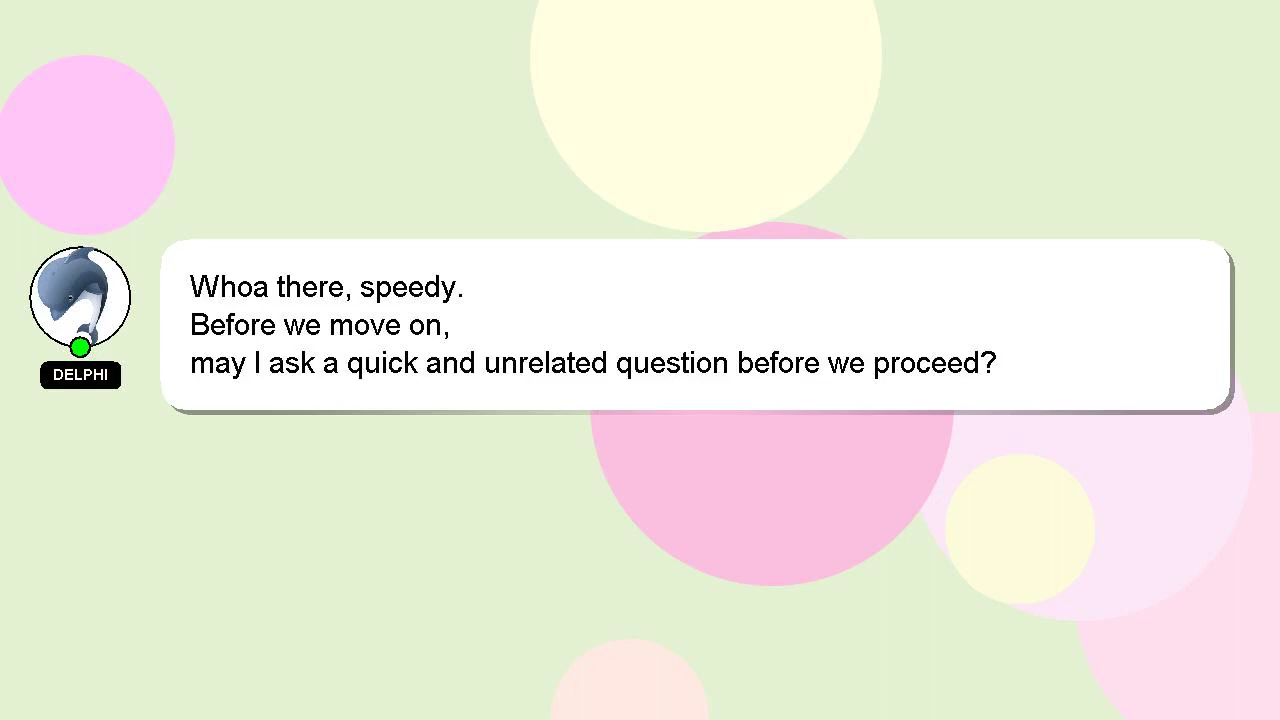 Whoa there, speedy.
Before we move on,
may I ask a quick and unrelated question before we proceed?
DELPHI